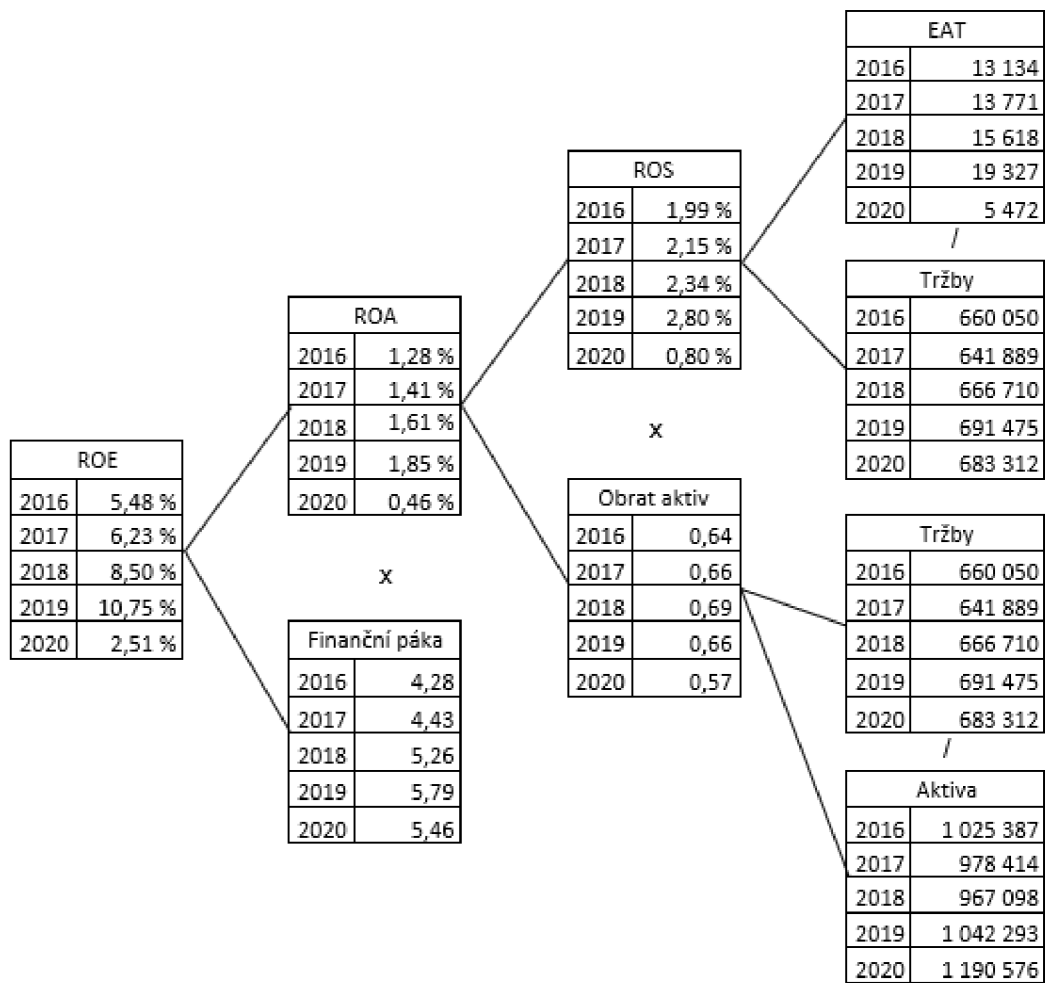 EAT
2016 13 134
2017 13 771
2018 15 618
2019 19 327
2020 5 472
/
Tržby
2016 660 050
2017 641 889
2018 666 710
2019 691 475
2020 683 312
ROS
2016 1,99 %
2017 2,15 %
2018 2,34 %
2019 2,80 %
2020 0,80 %
x
Obrat aktiv
2016 0,64
2017 0,66
2018 0,69
2019 0,66
2020 0,57
ROA
2016 1,28 %
2017 1,41 %
2018 1,61 %
2019 1,85 %
2020 0,46 %
x
Finanční páka
2016 4,28
2017 4,43
2018 5,26
2019 5,79
2020 5,46
ROE
2016 5,48 %
2017 6,23 %
2018 8,50 %
2019 10,75 %
2020 2,51 %
Tržby
2016 660 050
2017 641 889
2018 666 710
2019 691 475
2020 683 312
/
Aktiva
2016 1 025 387
2017 978 414
2018 967 098
2019 1 042 293
2020 1 190 576